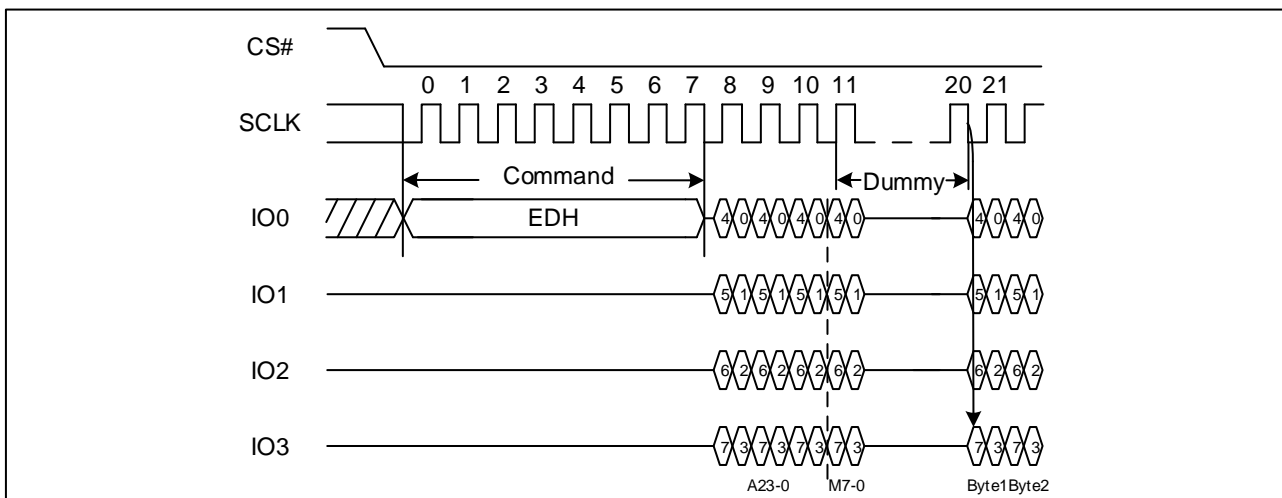 CS#
0 1 2 3 4 5 6 7 8 9 10 11 20 21
SCLK
Command
Dummy
IO0 EDH 4 0 4 0 4 0 4 0 4 0 4 0
IO1 5 1 5 1 5 1 5 1 5 1 5 1
IO2 6 2 6 2 6 2 6 2 6 2 6 2
IO3 7 3 7 3 7 3 7 3 7 3 7 3
A23-0 M7-0 Byte1 Byte2